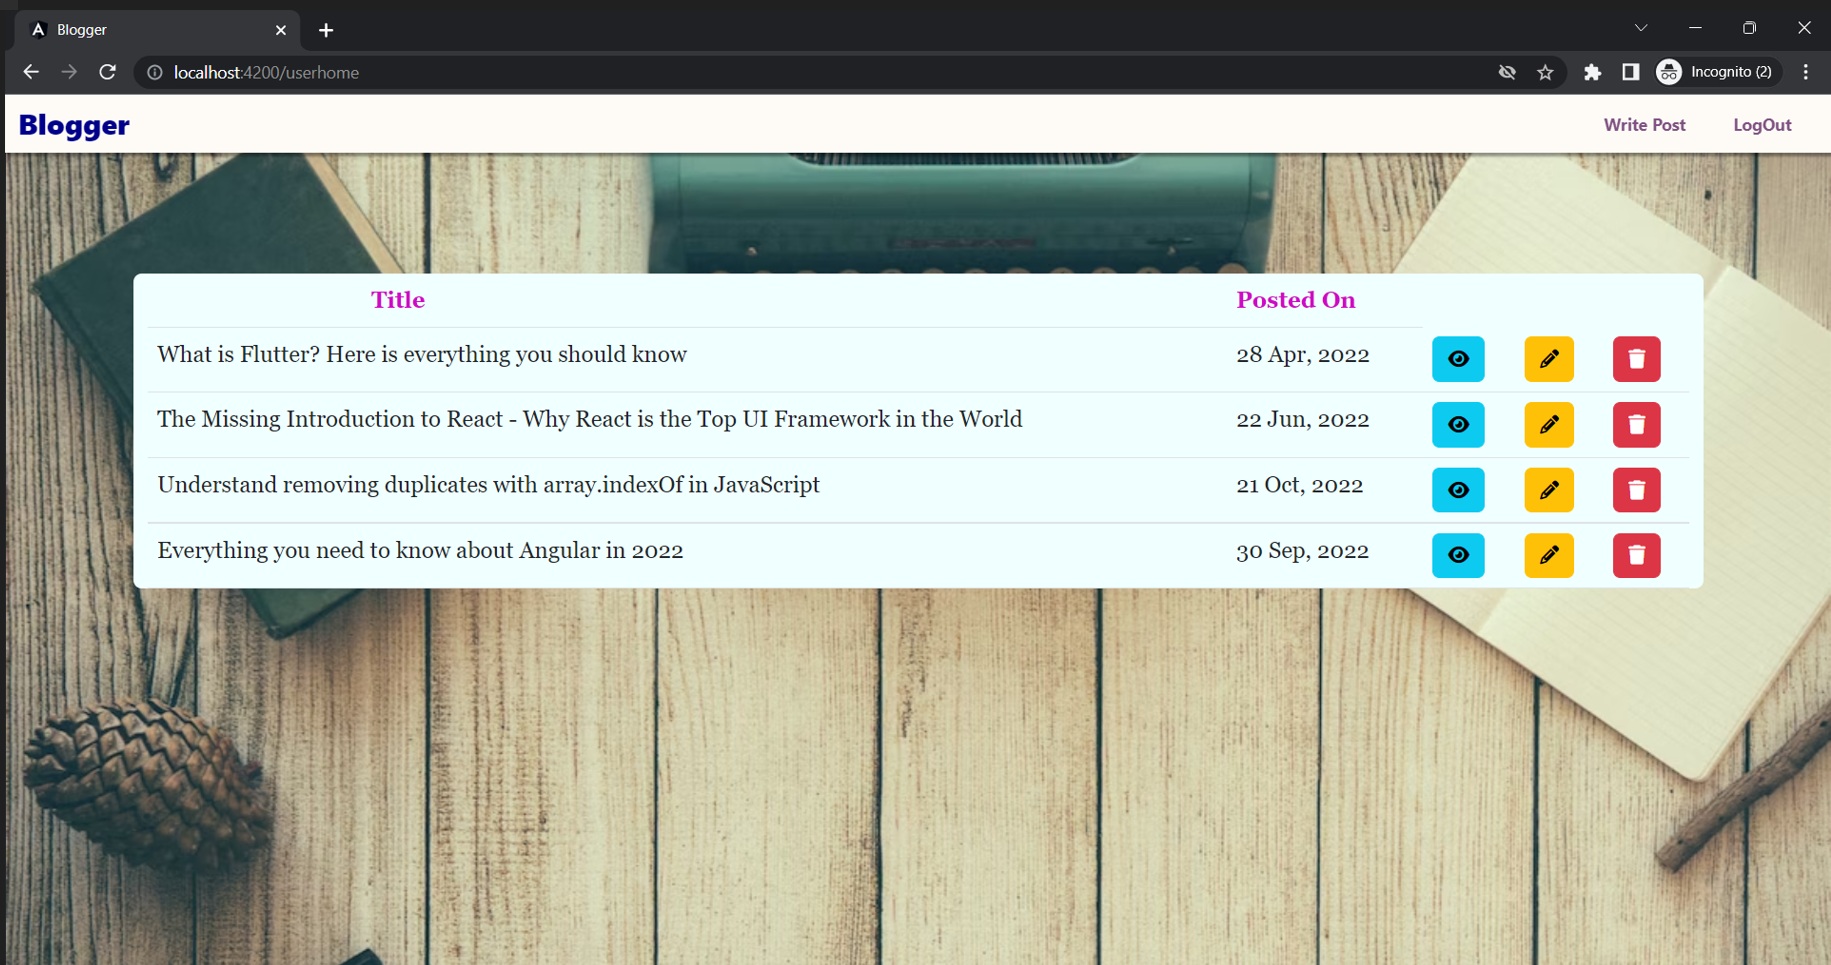 Blogger
localhost:4200/userhome
Incognito (2)
Blogger
Write Post
LogOut
Title
Posted On
What is Flutter? Here is everything you should know
28 Apr, 2022
The Missing Introduction to React - Why React is the Top UI Framework in the World
22 Jun, 2022
Understand removing duplicates with array.indexOf in JavaScript
21 Oct, 2022
Everything you need to know about Angular in 2022
30 Sep, 2022